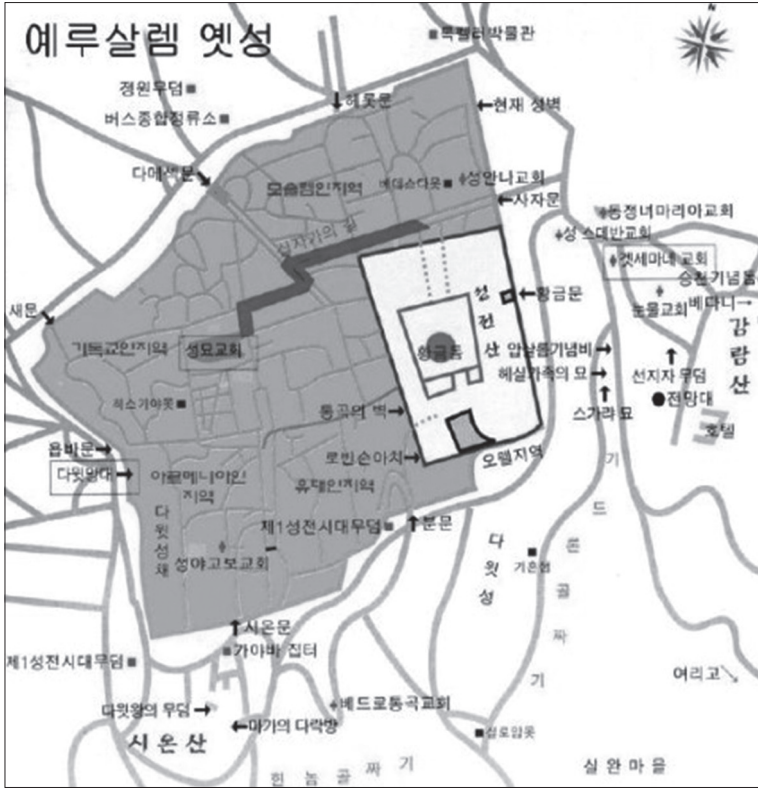 예루살렘 옛성
N
록펠러박물관
정원무덤
버스종합정류소
헤롯문
현재 성벽
다메섹문
모슬렘인지역
베데스다못
성안나교회
사자문
십자가의 길
동정녀마리아교회
성 스데반교회
겟세마네 교회
승천기념돔
눈물교회
베다니→
황금문
성전산
황금돔
새문
기독교인지역
성묘교회
히스기야못
압살롬기념비
헤실가족의 묘
스가랴 묘
선지자 무덤
전망대
감람산
호텔
통곡의 벽
로빈슨아치
오펠지역
욥바문
다윗망대
아르메니아인
지역
유대인지역
다윗성채
제1성전시대무덤
분문
성야고보교회
다윗성
기혼샘
기드론골짜기
시온문
가야바 집터
제1성전시대무덤
다윗왕의 무덤
마가의 다락방
베드로통곡교회
시온산
힌놈골짜기
실로암못
여리고
실완마을